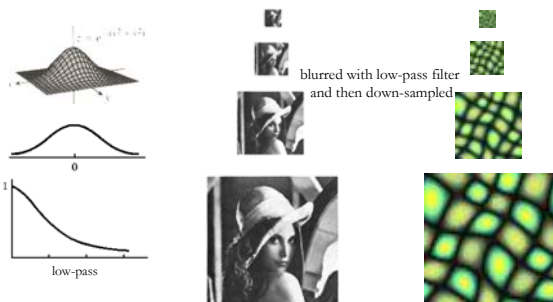 blurred with low-pass filter
and then down-sampled
0
1
low-pass